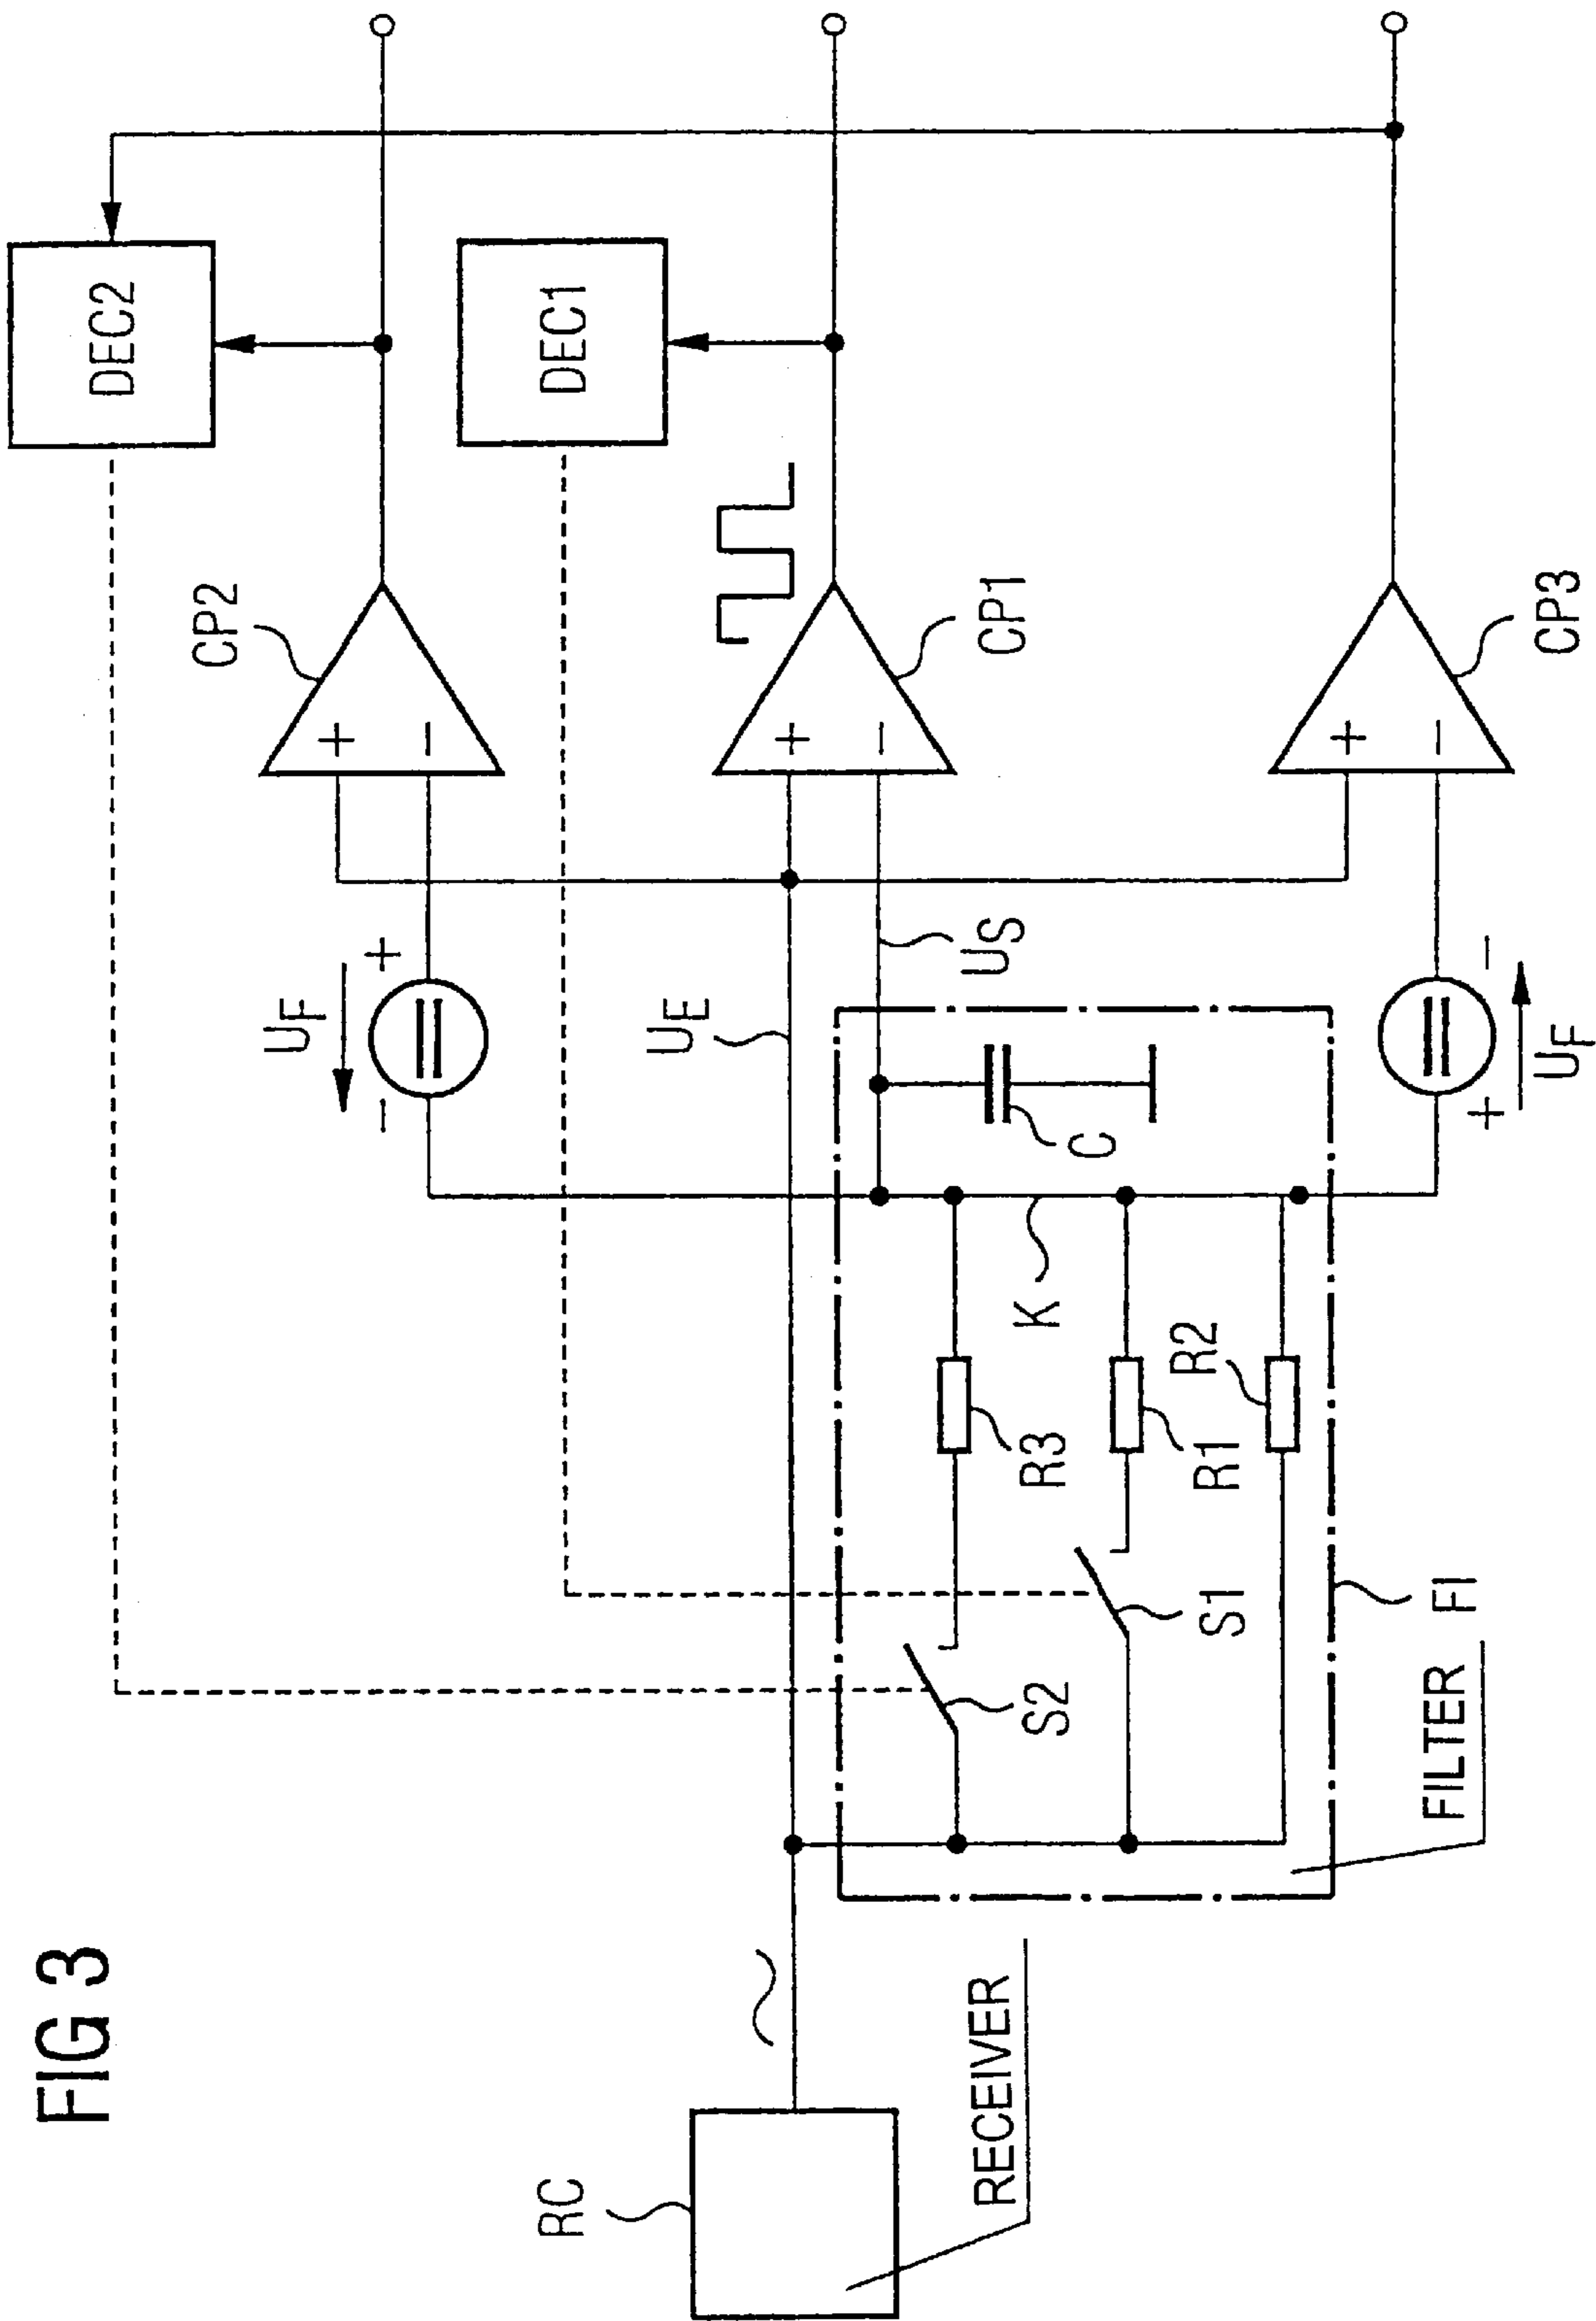 FIG 3
DEC2
DEC1
CP2
CP1
CP3
+
−
+
−
+
−
UF
+
−
UE
US
−
+
UF
C
K
R3
R1
R2
S2
S1
FI
FILTER
RC
RECEIVER